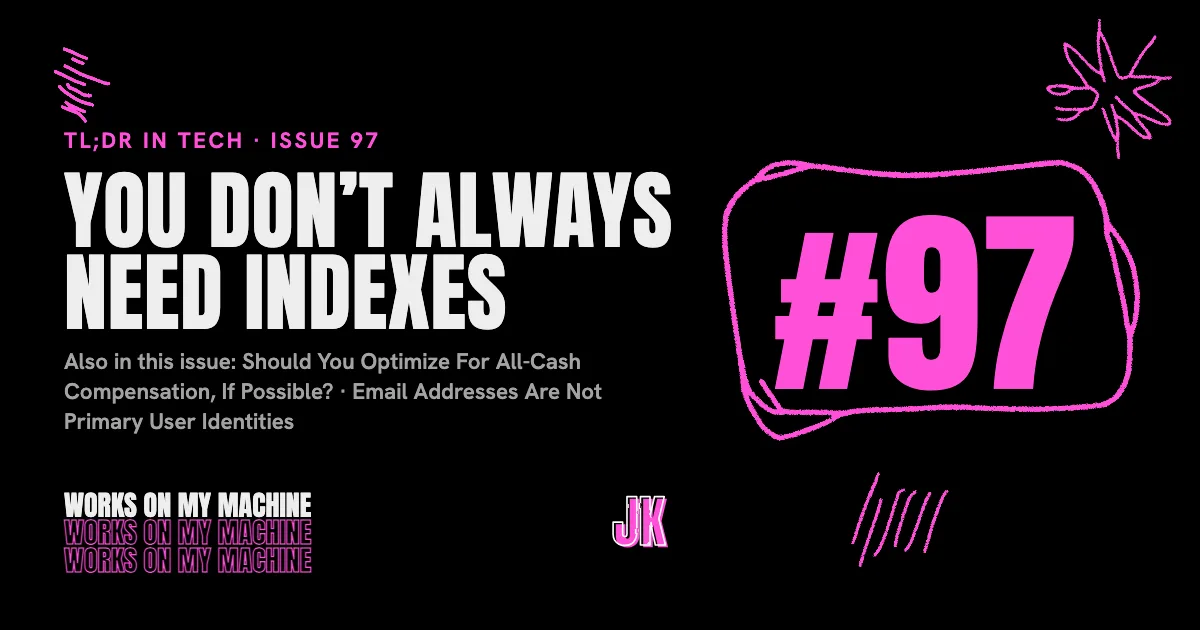 TL;DR IN TECH · ISSUE 97
YOU DON’T ALWAYS
NEED INDEXES
Also in this issue: Should You Optimize For All-Cash
Compensation, If Possible? · Email Addresses Are Not
Primary User Identities
#97
WORKS ON MY MACHINE
WORKS ON MY MACHINE
WORKS ON MY MACHINE
JK